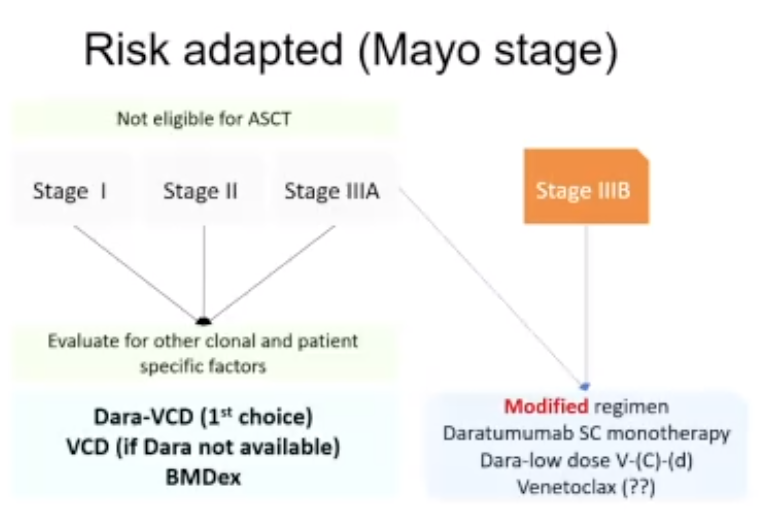 Risk adapted (Mayo stage)
Not eligible for ASCT
Stage I
Stage II
Stage IIIA
Stage IIIB
Evaluate for other clonal and patient
specific factors
Dara-VCD (1st choice)
VCD (if Dara not available)
BMDex
Modified regimen
Daratumumab SC monotherapy
Dara-low dose V-(C)-(d)
Venetoclax (??)